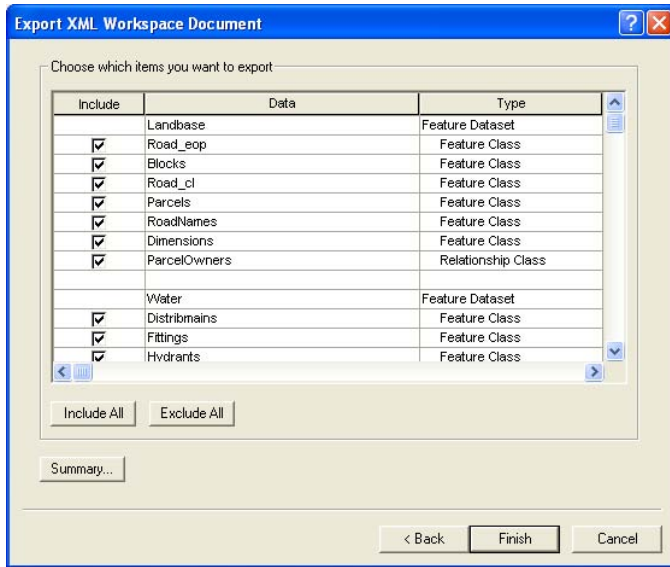 Export XML Workspace Document
Choose which items you want to export
Include Data Type
Landbase Feature Dataset
Road_eop Feature Class
Blocks Feature Class
Road_cl Feature Class
Parcels Feature Class
RoadNames Feature Class
Dimensions Feature Class
ParcelOwners Relationship Class
Water Feature Dataset
Distribmains Feature Class
Fittings Feature Class
Hydrants Feature Class
Include All Exclude All
Summary...
< Back Finish Cancel